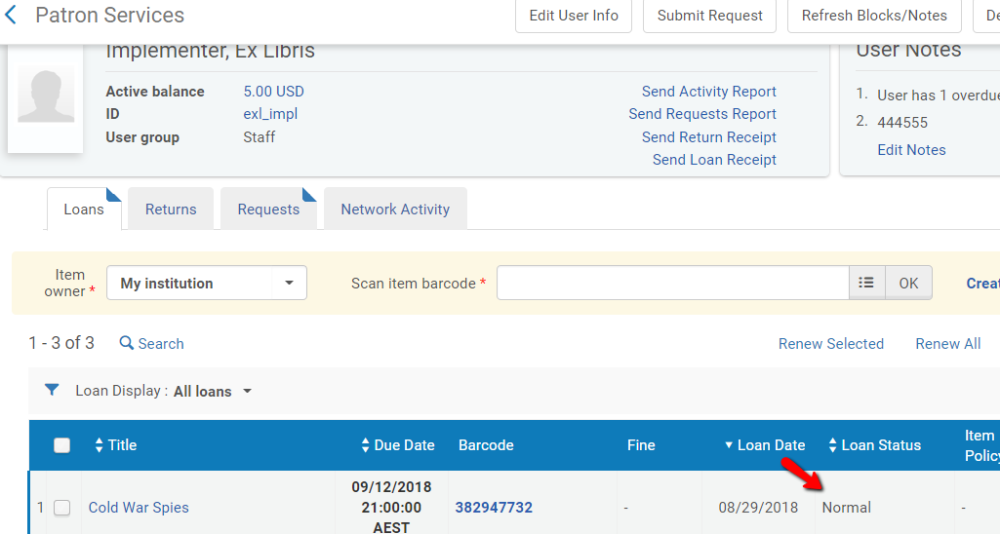 Patron Services
Edit User Info
Submit Request
Refresh Blocks/Notes
Implementer, Ex Libris
User Notes
Active balance 5.00 USD
ID exl_impl
User group Staff
Send Activity Report
Send Requests Report
Send Return Receipt
Send Loan Receipt
1. User has 1 overdue
2. 444555
Edit Notes
Loans Returns Requests Network Activity
Item owner * My institution Scan item barcode * OK
1 - 3 of 3 Search Renew Selected Renew All
Loan Display : All loans
Title Due Date Barcode Fine Loan Date Loan Status Item Policy
1 Cold War Spies 09/12/2018 21:00:00 AEST 382947732 - 08/29/2018 Normal -